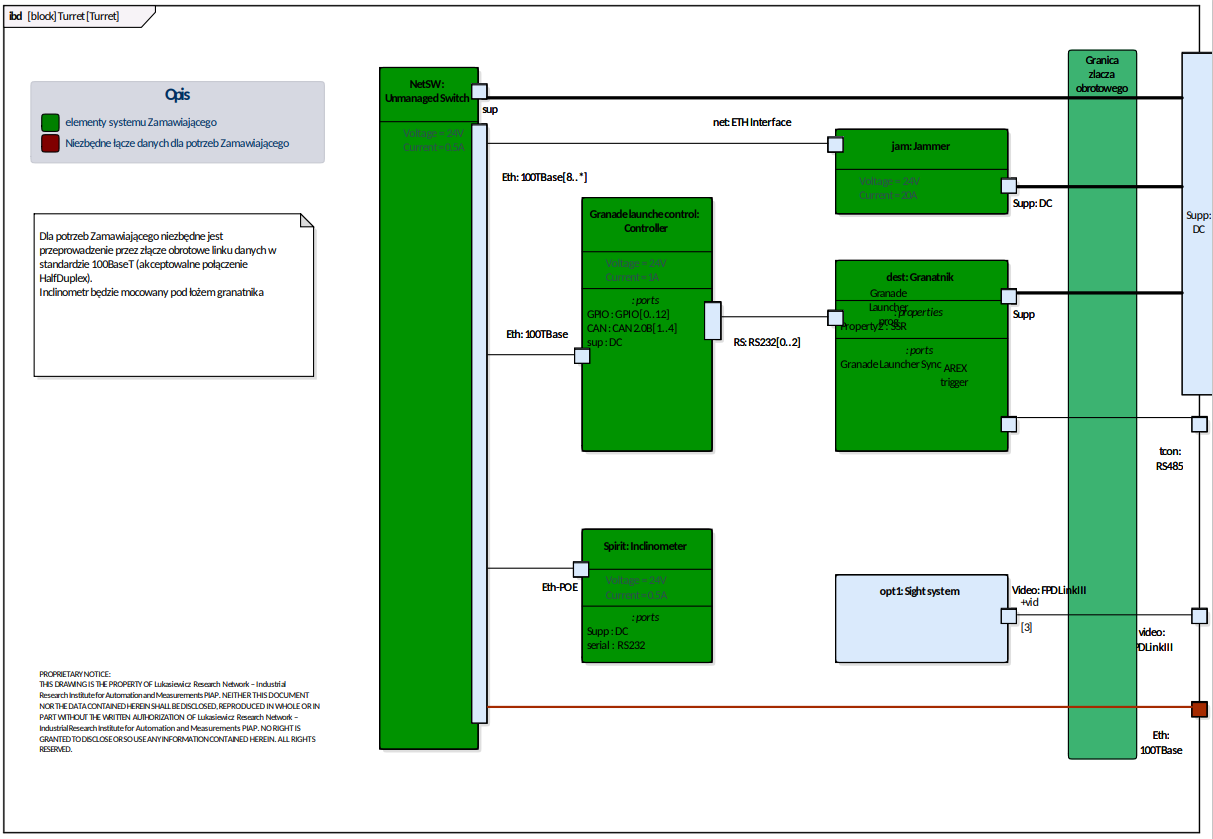 ibd [block] Turret [Turret]
Opis
elementy systemu Zamawiającego
Niezbędne łącze danych dla potrzeb Zamawiającego
Dla potrzeb Zamawiającego niezbędne jest
przeprowadzenie przez złącze obrotowe linku danych w
standardzie 100BaseT (akceptowalne połączenie
HalfDuplex).
Inclinometr będzie mocowany pod łożem granatnika
NetSW :
Unmanaged Switch
Voltage = 24V
Current = 0.5A
sup
net: ETH Interface
Eth: 100TBase[8..*]
jam: Jammer
Voltage = 24V
Current = 20A
Supp: DC
Granica
zlacza
obrotowego
Supp:
DC
Granade launche control:
Controller
Voltage = 24V
Current = 1A
: ports
GPIO : GPIO [0..12]
CAN : CAN 2.0B [1..4]
sup : DC
Eth: 100TBase
RS: RS232[0..2]
dest: Granatnik
Granade
Launcher
prog
: properties
Property2 : SSR
: ports
Granade Launcher Sync
AREX
trigger
Supp
tcon:
RS485
Spirit: Inclinometer
Voltage = 24V
Current = 0.5A
: ports
Supp : DC
serial : RS232
Eth-POE
opt1: Sight system
Video: FPDLinkIII
+vid
[3]
video:
PDLinkIII
Eth:
100TBase
PROPRIETARY NOTICE:
THIS DRAWING IS THE PROPERTY OF Lukasiewicz Research Network – Industrial
Research Institute for Automation and Measurements PIAP. NEITHER THIS DOCUMENT
NOR THE DATA CONTAINED HEREIN SHALL BE DISCLOSED, REPRODUCED IN WHOLE OR IN
PART WITHOUT THE WRITTEN AUTHORIZATION OF Lukasiewicz Research Network –
Industrial Research Institute for Automation and Measurements PIAP. NO RIGHT IS
GRANTED TO DISCLOSE OR SO USE ANY INFORMATION CONTAINED HEREIN. ALL RIGHTS
RESERVED.